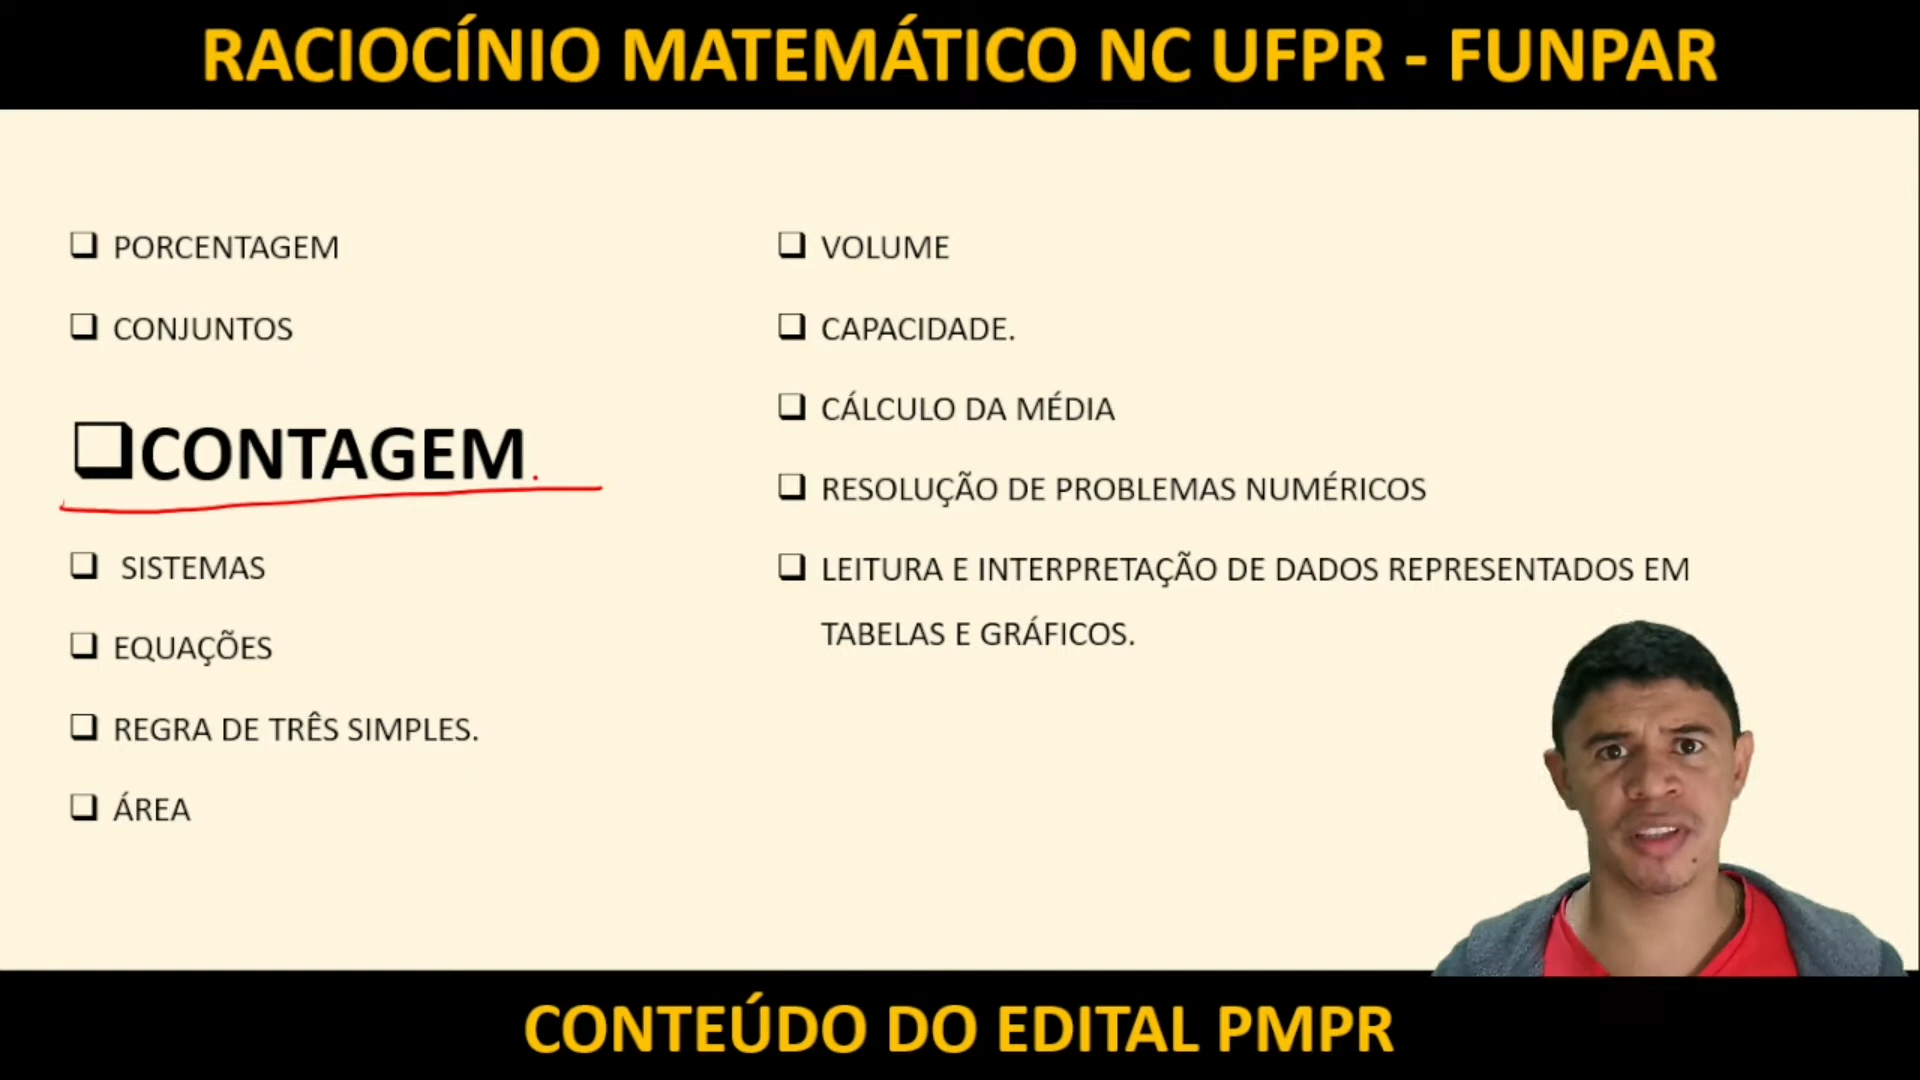 RACIOCÍNIO MATEMÁTICO NC UFPR - FUNPAR
PORCENTAGEM
CONJUNTOS
CONTAGEM
SISTEMAS
EQUAÇÕES
REGRA DE TRÊS SIMPLES.
ÁREA
VOLUME
CAPACIDADE.
CÁLCULO DA MÉDIA
RESOLUÇÃO DE PROBLEMAS NUMÉRICOS
LEITURA E INTERPRETAÇÃO DE DADOS REPRESENTADOS EM
TABELAS E GRÁFICOS.
CONTEÚDO DO EDITAL PMPR